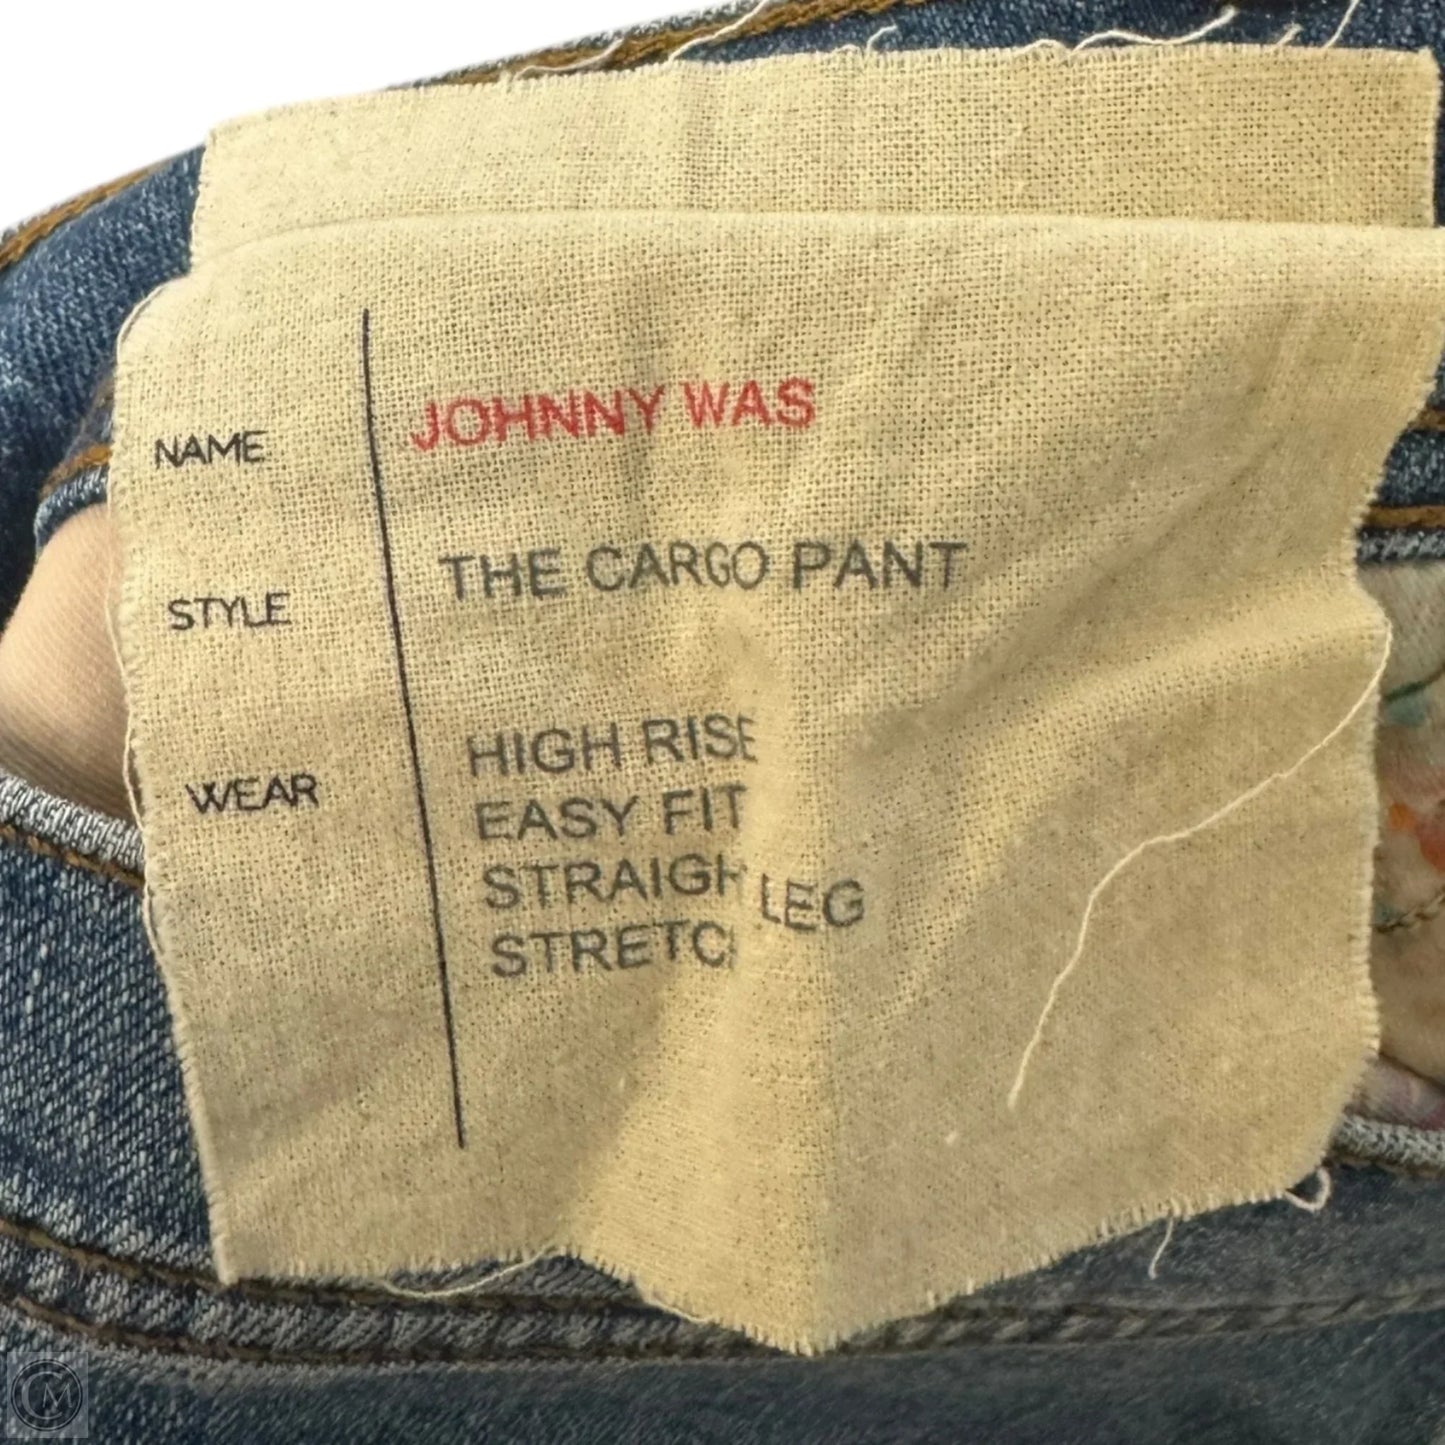 NAME JOHNNY WAS
STYLE THE CARGO PANT
WEAR HIGH RISE
EASY FIT
STRAIGH LEG
STRETC